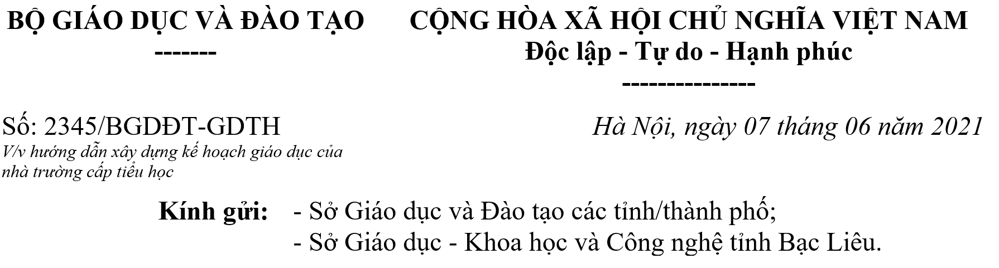 BỘ GIÁO DỤC VÀ ĐÀO TẠO
-------
CỘNG HÒA XÃ HỘI CHỦ NGHĨA VIỆT NAM
Độc lập - Tự do - Hạnh phúc
---------------
Số: 2345/BGDĐT-GDTH
V/v hướng dẫn xây dựng kế hoạch giáo dục của
nhà trường cấp tiểu học
Hà Nội, ngày 07 tháng 06 năm 2021
Kính gửi: - Sở Giáo dục và Đào tạo các tỉnh/thành phố;
- Sở Giáo dục - Khoa học và Công nghệ tỉnh Bạc Liêu.